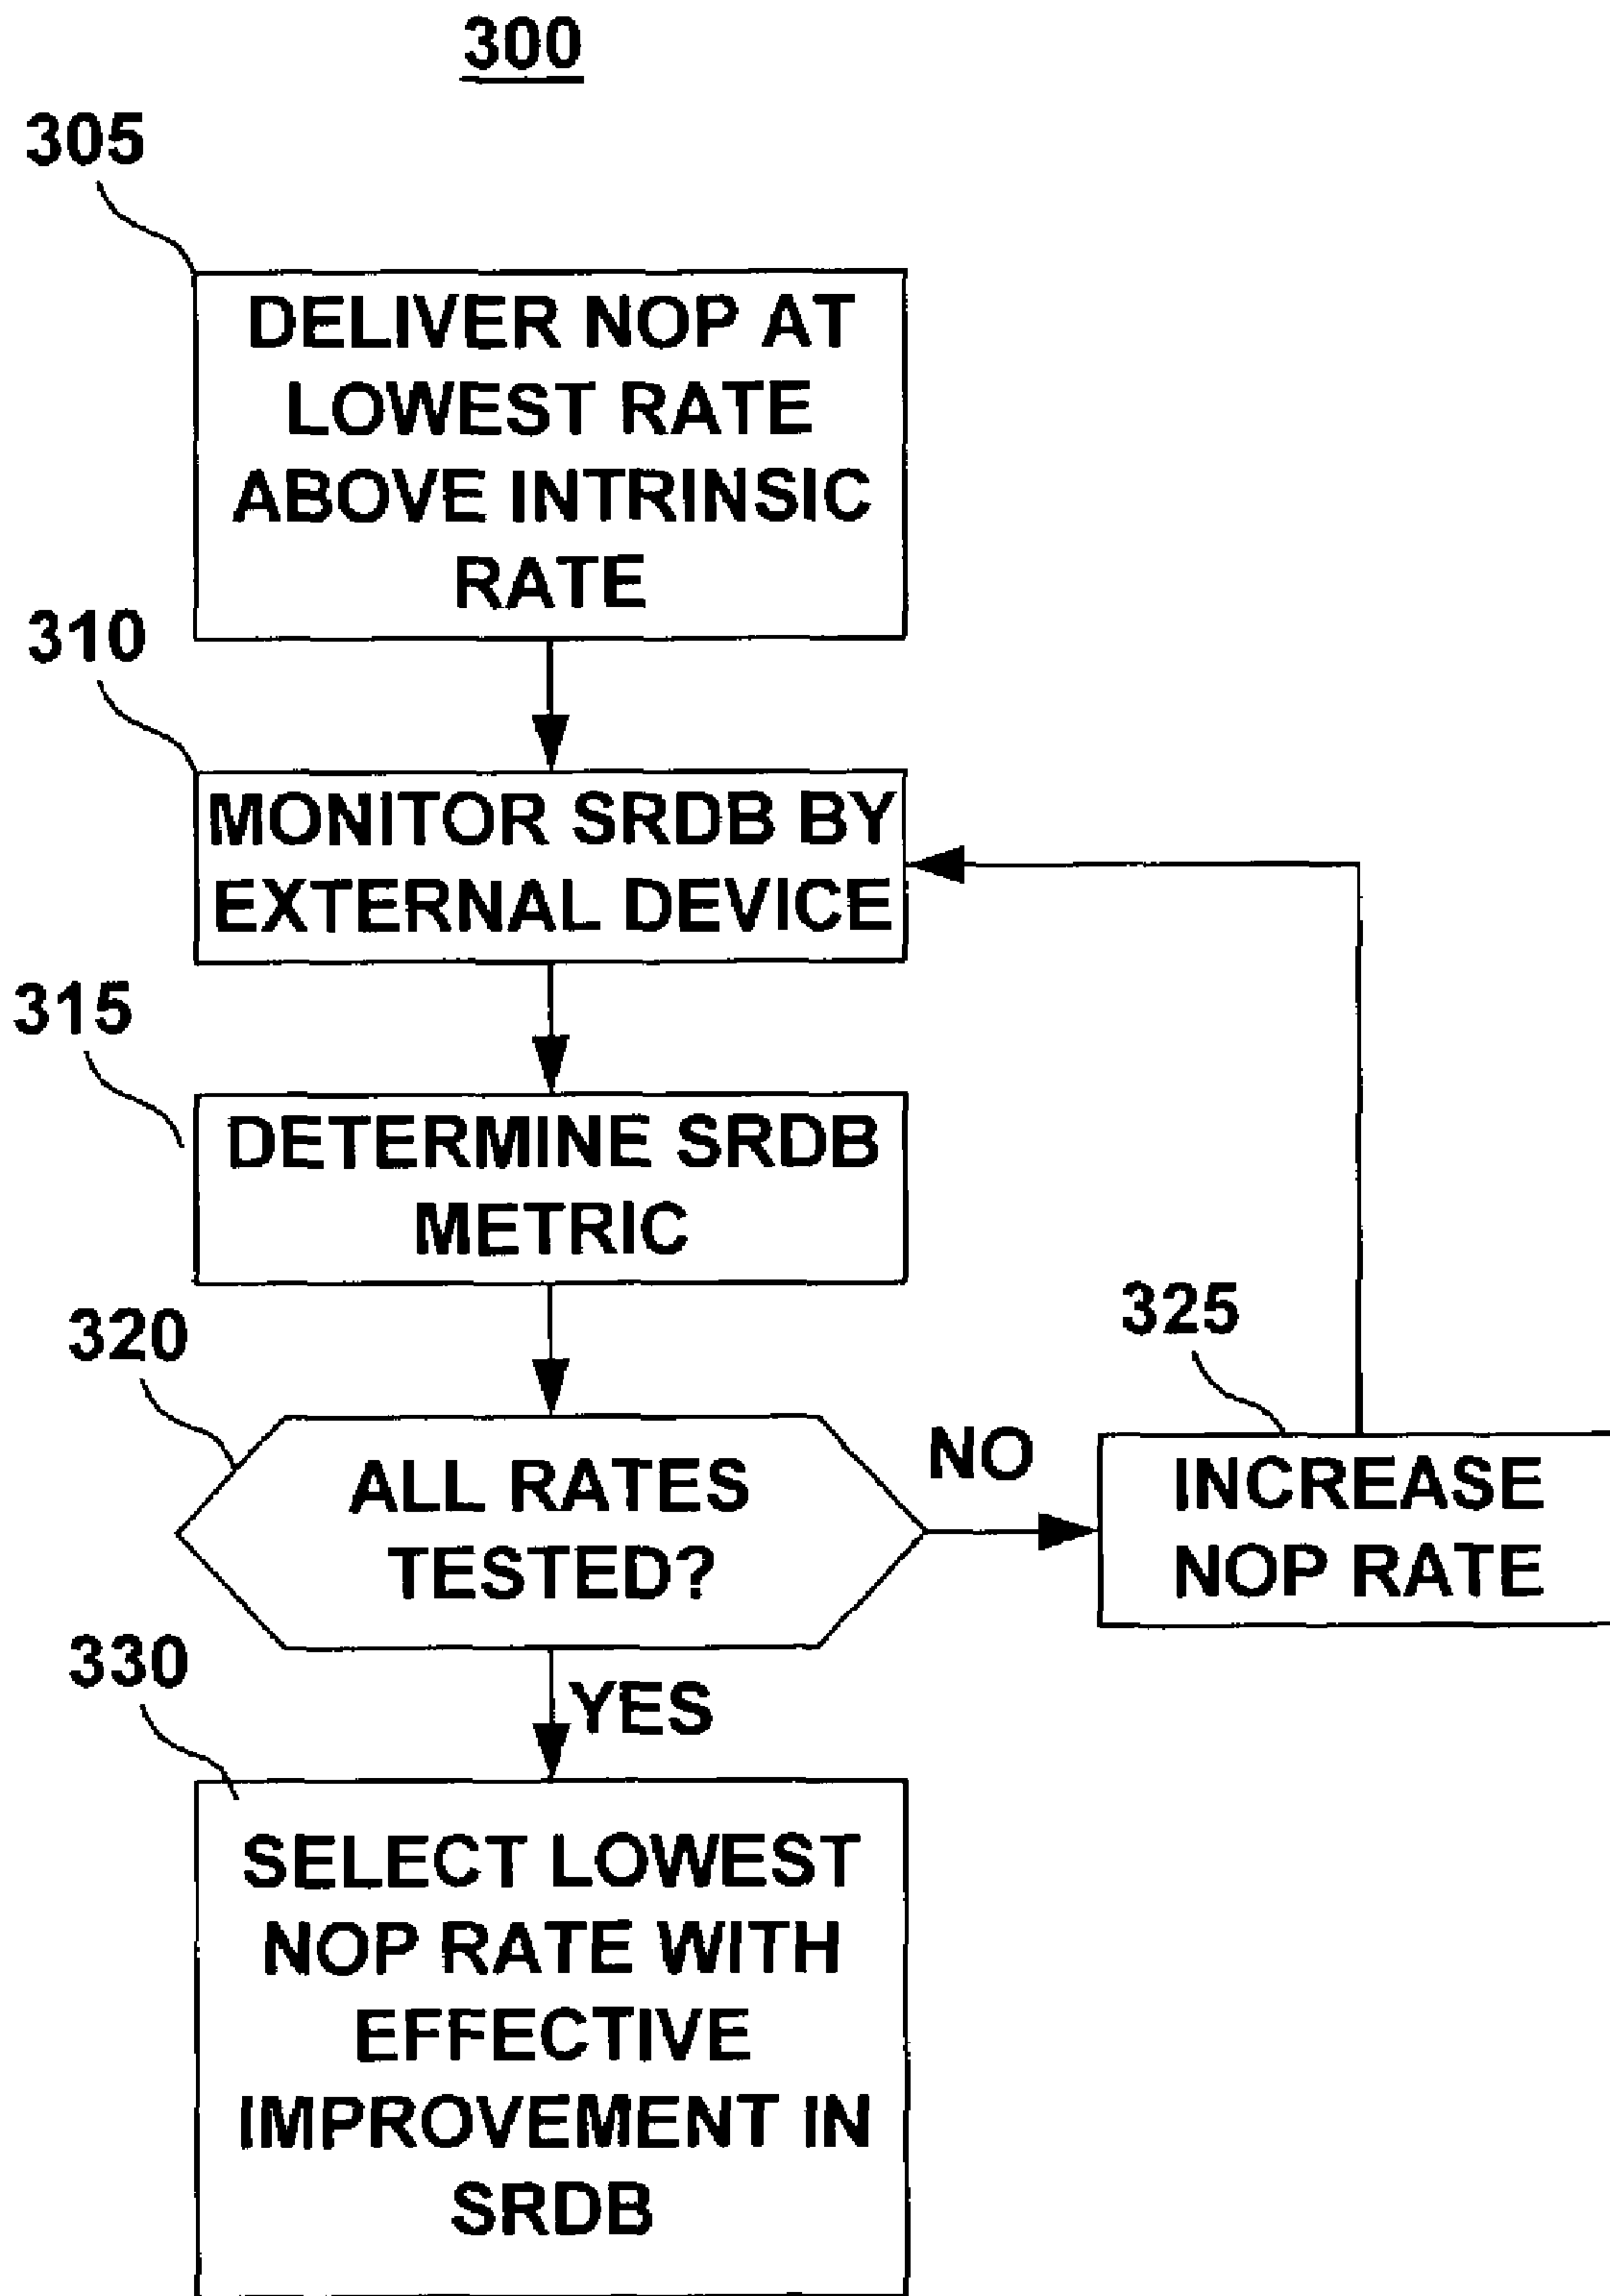 300
305
DELIVER NOP AT
LOWEST RATE
ABOVE INTRINSIC
RATE
310
MONITOR SRDB BY
EXTERNAL DEVICE
315
DETERMINE SRDB
METRIC
320
ALL RATES
TESTED?
NO
325
INCREASE
NOP RATE
YES
330
SELECT LOWEST
NOP RATE WITH
EFFECTIVE
IMPROVEMENT IN
SRDB